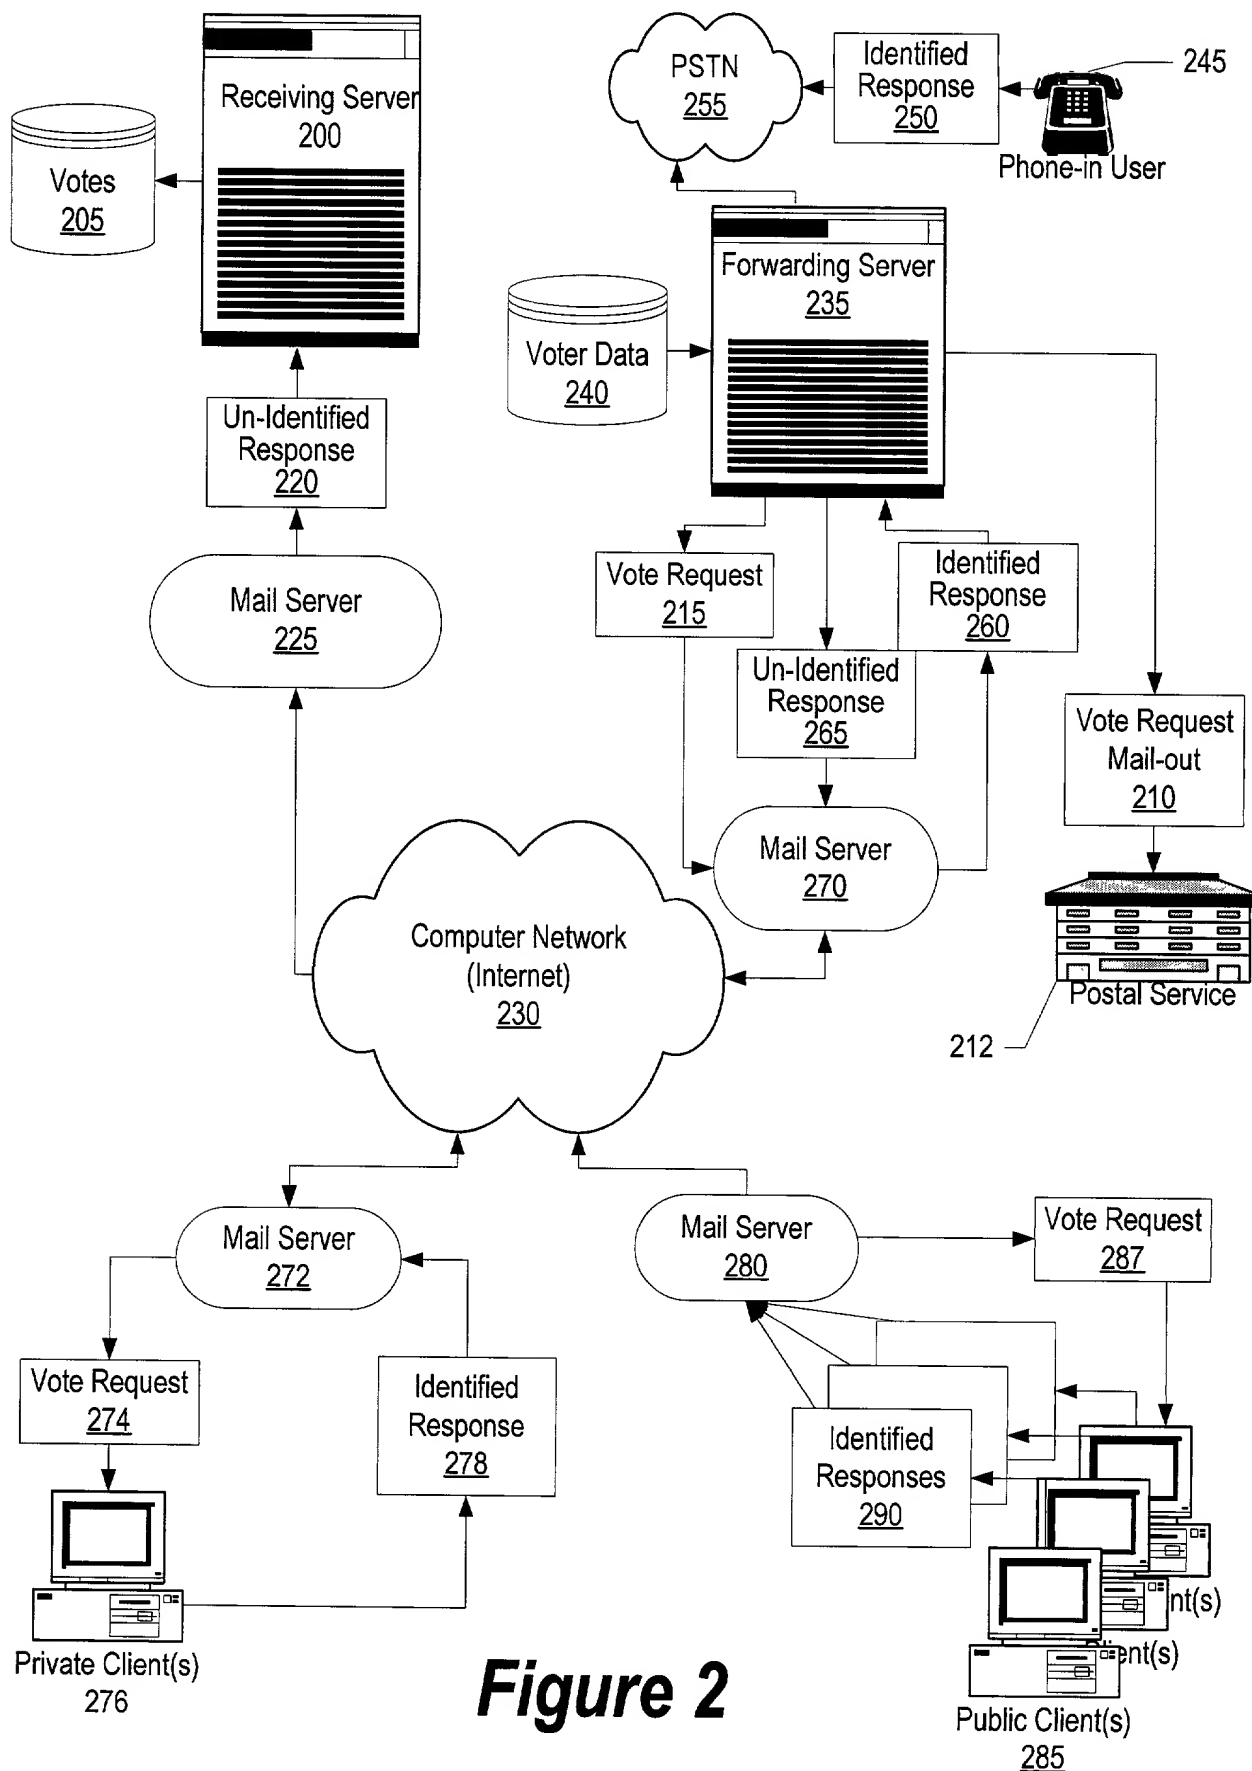 Receiving Server
200
Votes
205
PSTN
255
Identified
Response
250
245
Phone-in User
Forwarding Server
235
Voter Data
240
Un-Identified
Response
220
Mail Server
225
Vote Request
215
Identified
Response
260
Un-Identified
Response
265
Vote Request
Mail-out
210
Mail Server
270
Computer Network
(Internet)
230
Postal Service
212
Mail Server
272
Mail Server
280
Vote Request
287
Vote Request
274
Identified
Response
278
Identified
Responses
290
Private Client(s)
276
nt(s)
ent(s)
Public Client(s)
285
Figure 2